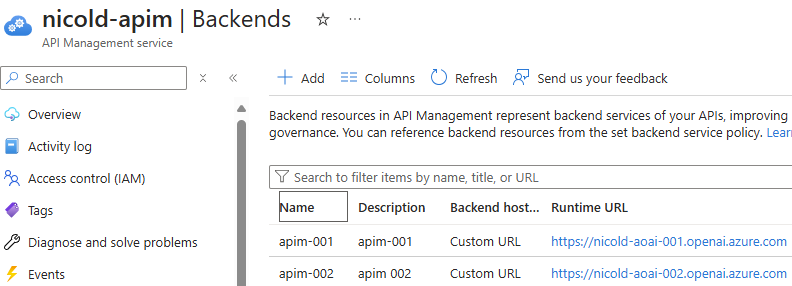 nicold-apim | Backends
API Management service
Search
Overview
Activity log
Access control (IAM)
Tags
Diagnose and solve problems
Events
Add Columns Refresh Send us your feedback
Backend resources in API Management represent backend services of your APIs, improving
governance. You can reference backend resources from the set backend service policy. Lear
Search to filter items by name, title, or URL
Name Description Backend host... Runtime URL
apim-001 apim-001 Custom URL https://nicold-aoai-001.openai.azure.com
apim-002 apim 002 Custom URL https://nicold-aoai-002.openai.azure.com